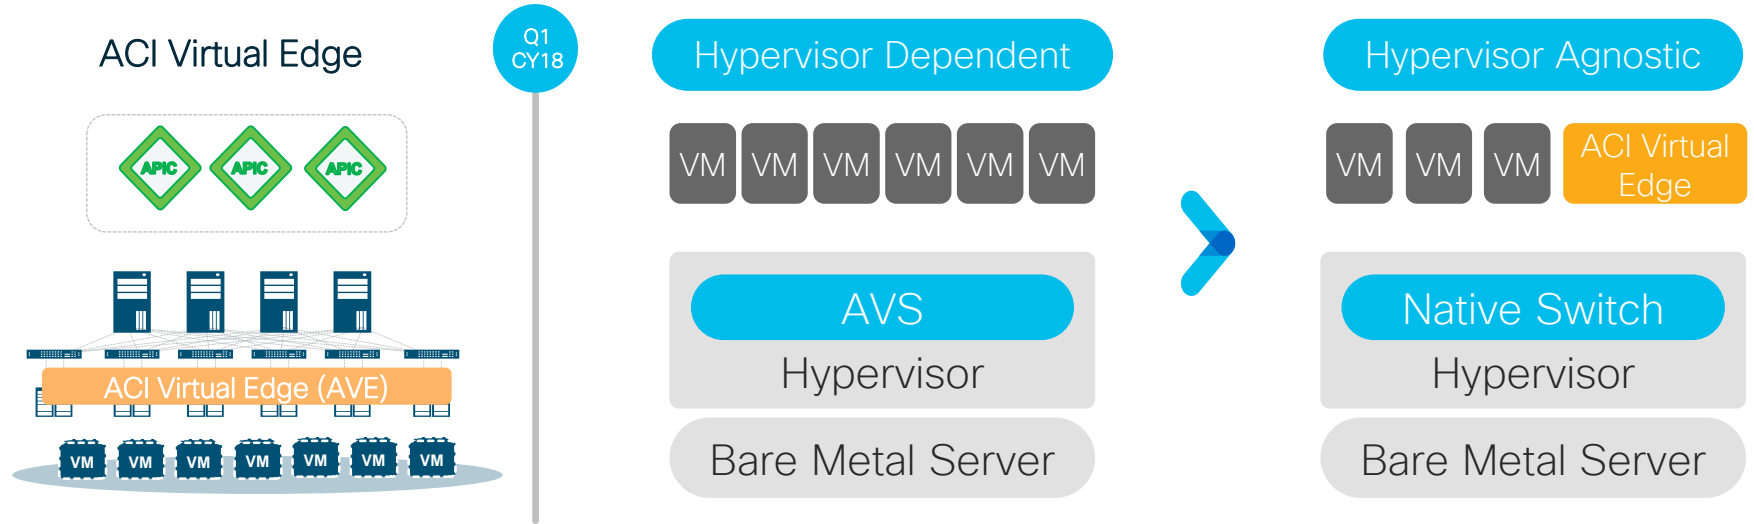 ACI Virtual Edge
APIC APIC APIC
ACI Virtual Edge (AVE)
VM VM VM VM VM VM VM
Q1
CY18
Hypervisor Dependent
VM VM VM VM VM VM
AVS
Hypervisor
Bare Metal Server
Hypervisor Agnostic
VM VM VM
ACI Virtual
Edge
Native Switch
Hypervisor
Bare Metal Server